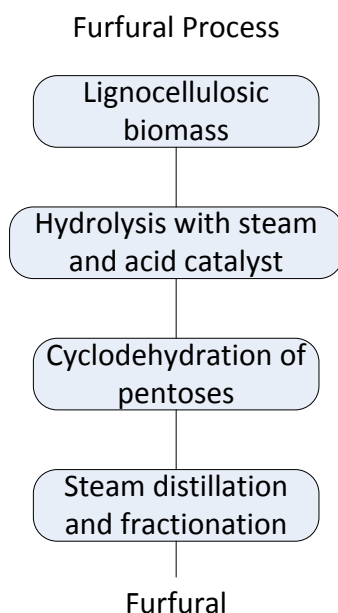 Furfural Process
Lignocellulosic
biomass
Hydrolysis with steam
and acid catalyst
Cyclodehydration of
pentoses
Steam distillation
and fractionation
Furfural